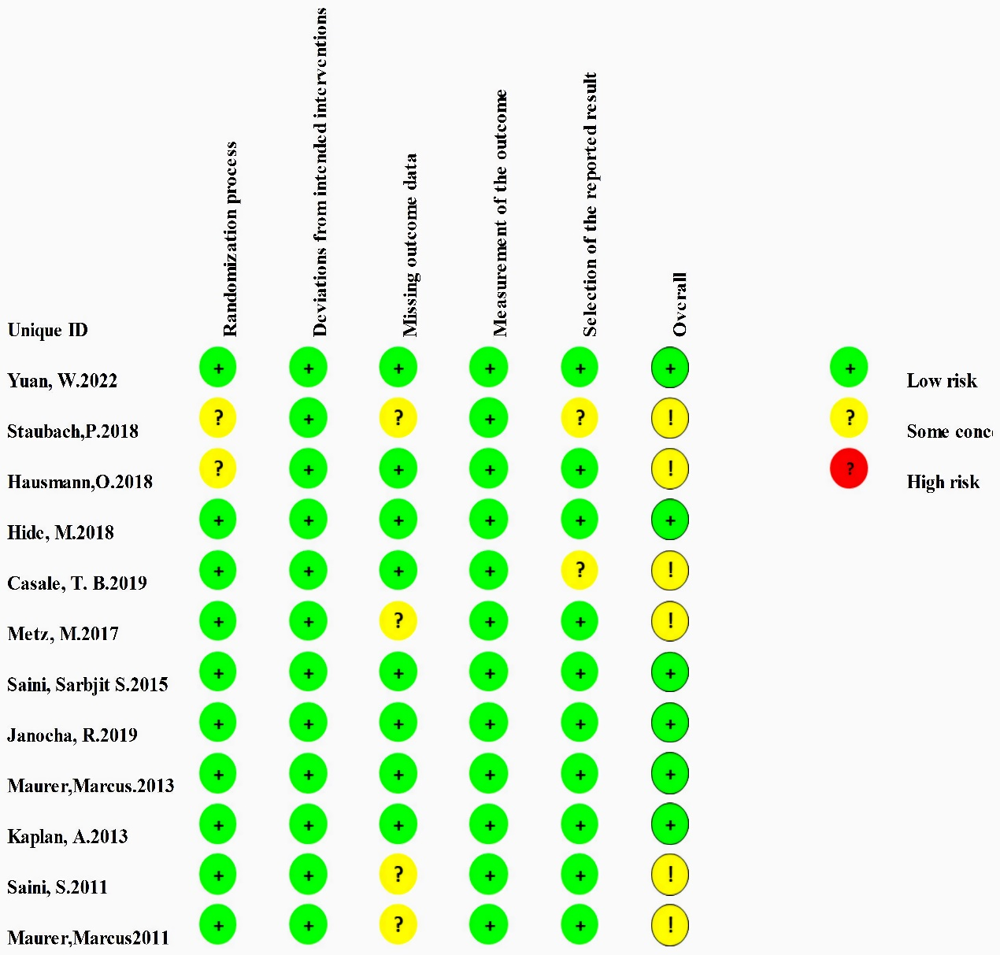 Randomization process
Deviations from intended interventions
Missing outcome data
Measurement of the outcome
Selection of the reported result
Overall
Unique ID
Yuan, W.2022 + + + + + + + Low risk
Staubach,P.2018 ? + ? + ? ! ? Some conc
Hausmann,O.2018 ? + + + + ! ? High risk
Hide, M.2018 + + + + + +
Casale, T. B.2019 + + + + ? !
Metz, M.2017 + + ? + + !
Saini, Sarbjit S.2015 + + + + + +
Janocha, R.2019 + + + + + +
Maurer,Marcus.2013 + + + + + +
Kaplan, A.2013 + + + + + +
Saini, S.2011 + + ? + + !
Maurer,Marcus2011 + + ? + + !